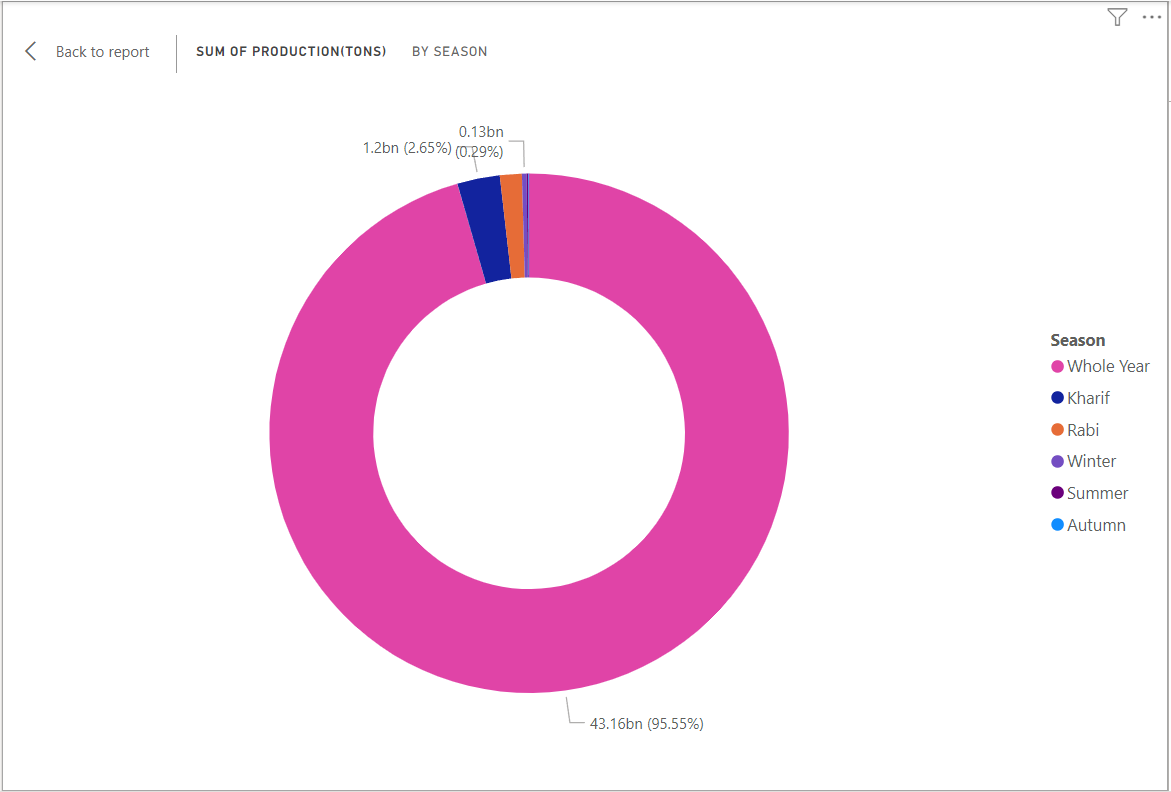 Back to report
SUM OF PRODUCTION(TONS) BY SEASON
0.13bn
(0.29%)
1.2bn (2.65%)
43.16bn (95.55%)
Season
Whole Year
Kharif
Rabi
Winter
Summer
Autumn